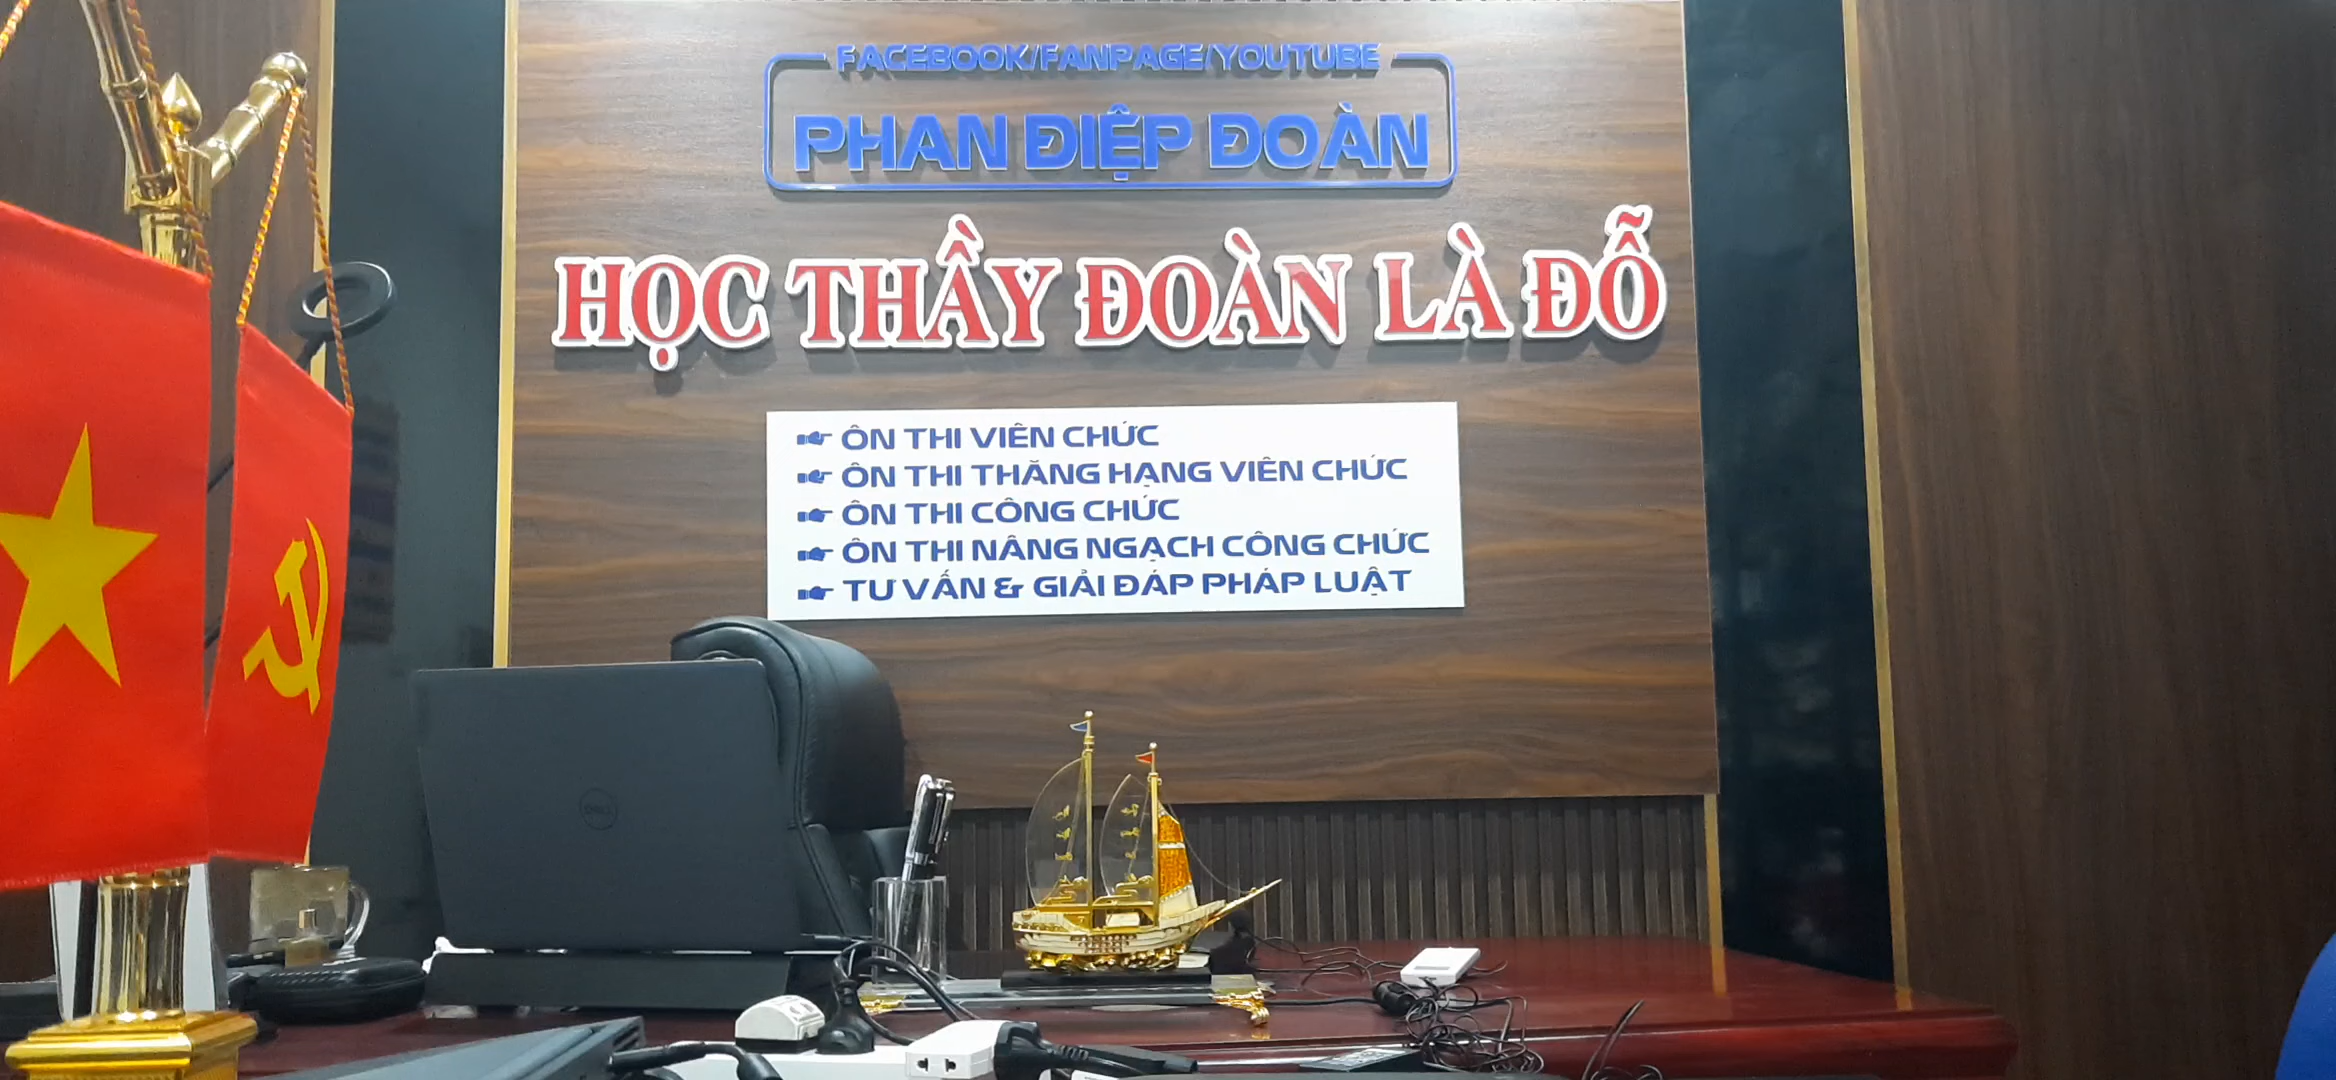 FACEBOOK/FANPAGE/YOUTUBE
PHAN ĐIỆP ĐOÀN
HỌC THẦY ĐOÀN LÀ ĐỖ
ÔN THI VIÊN CHỨC
ÔN THI THĂNG HẠNG VIÊN CHỨC
ÔN THI CÔNG CHỨC
ÔN THI NÂNG NGẠCH CÔNG CHỨC
TƯ VẤN & GIẢI ĐÁP PHÁP LUẬT
DELL